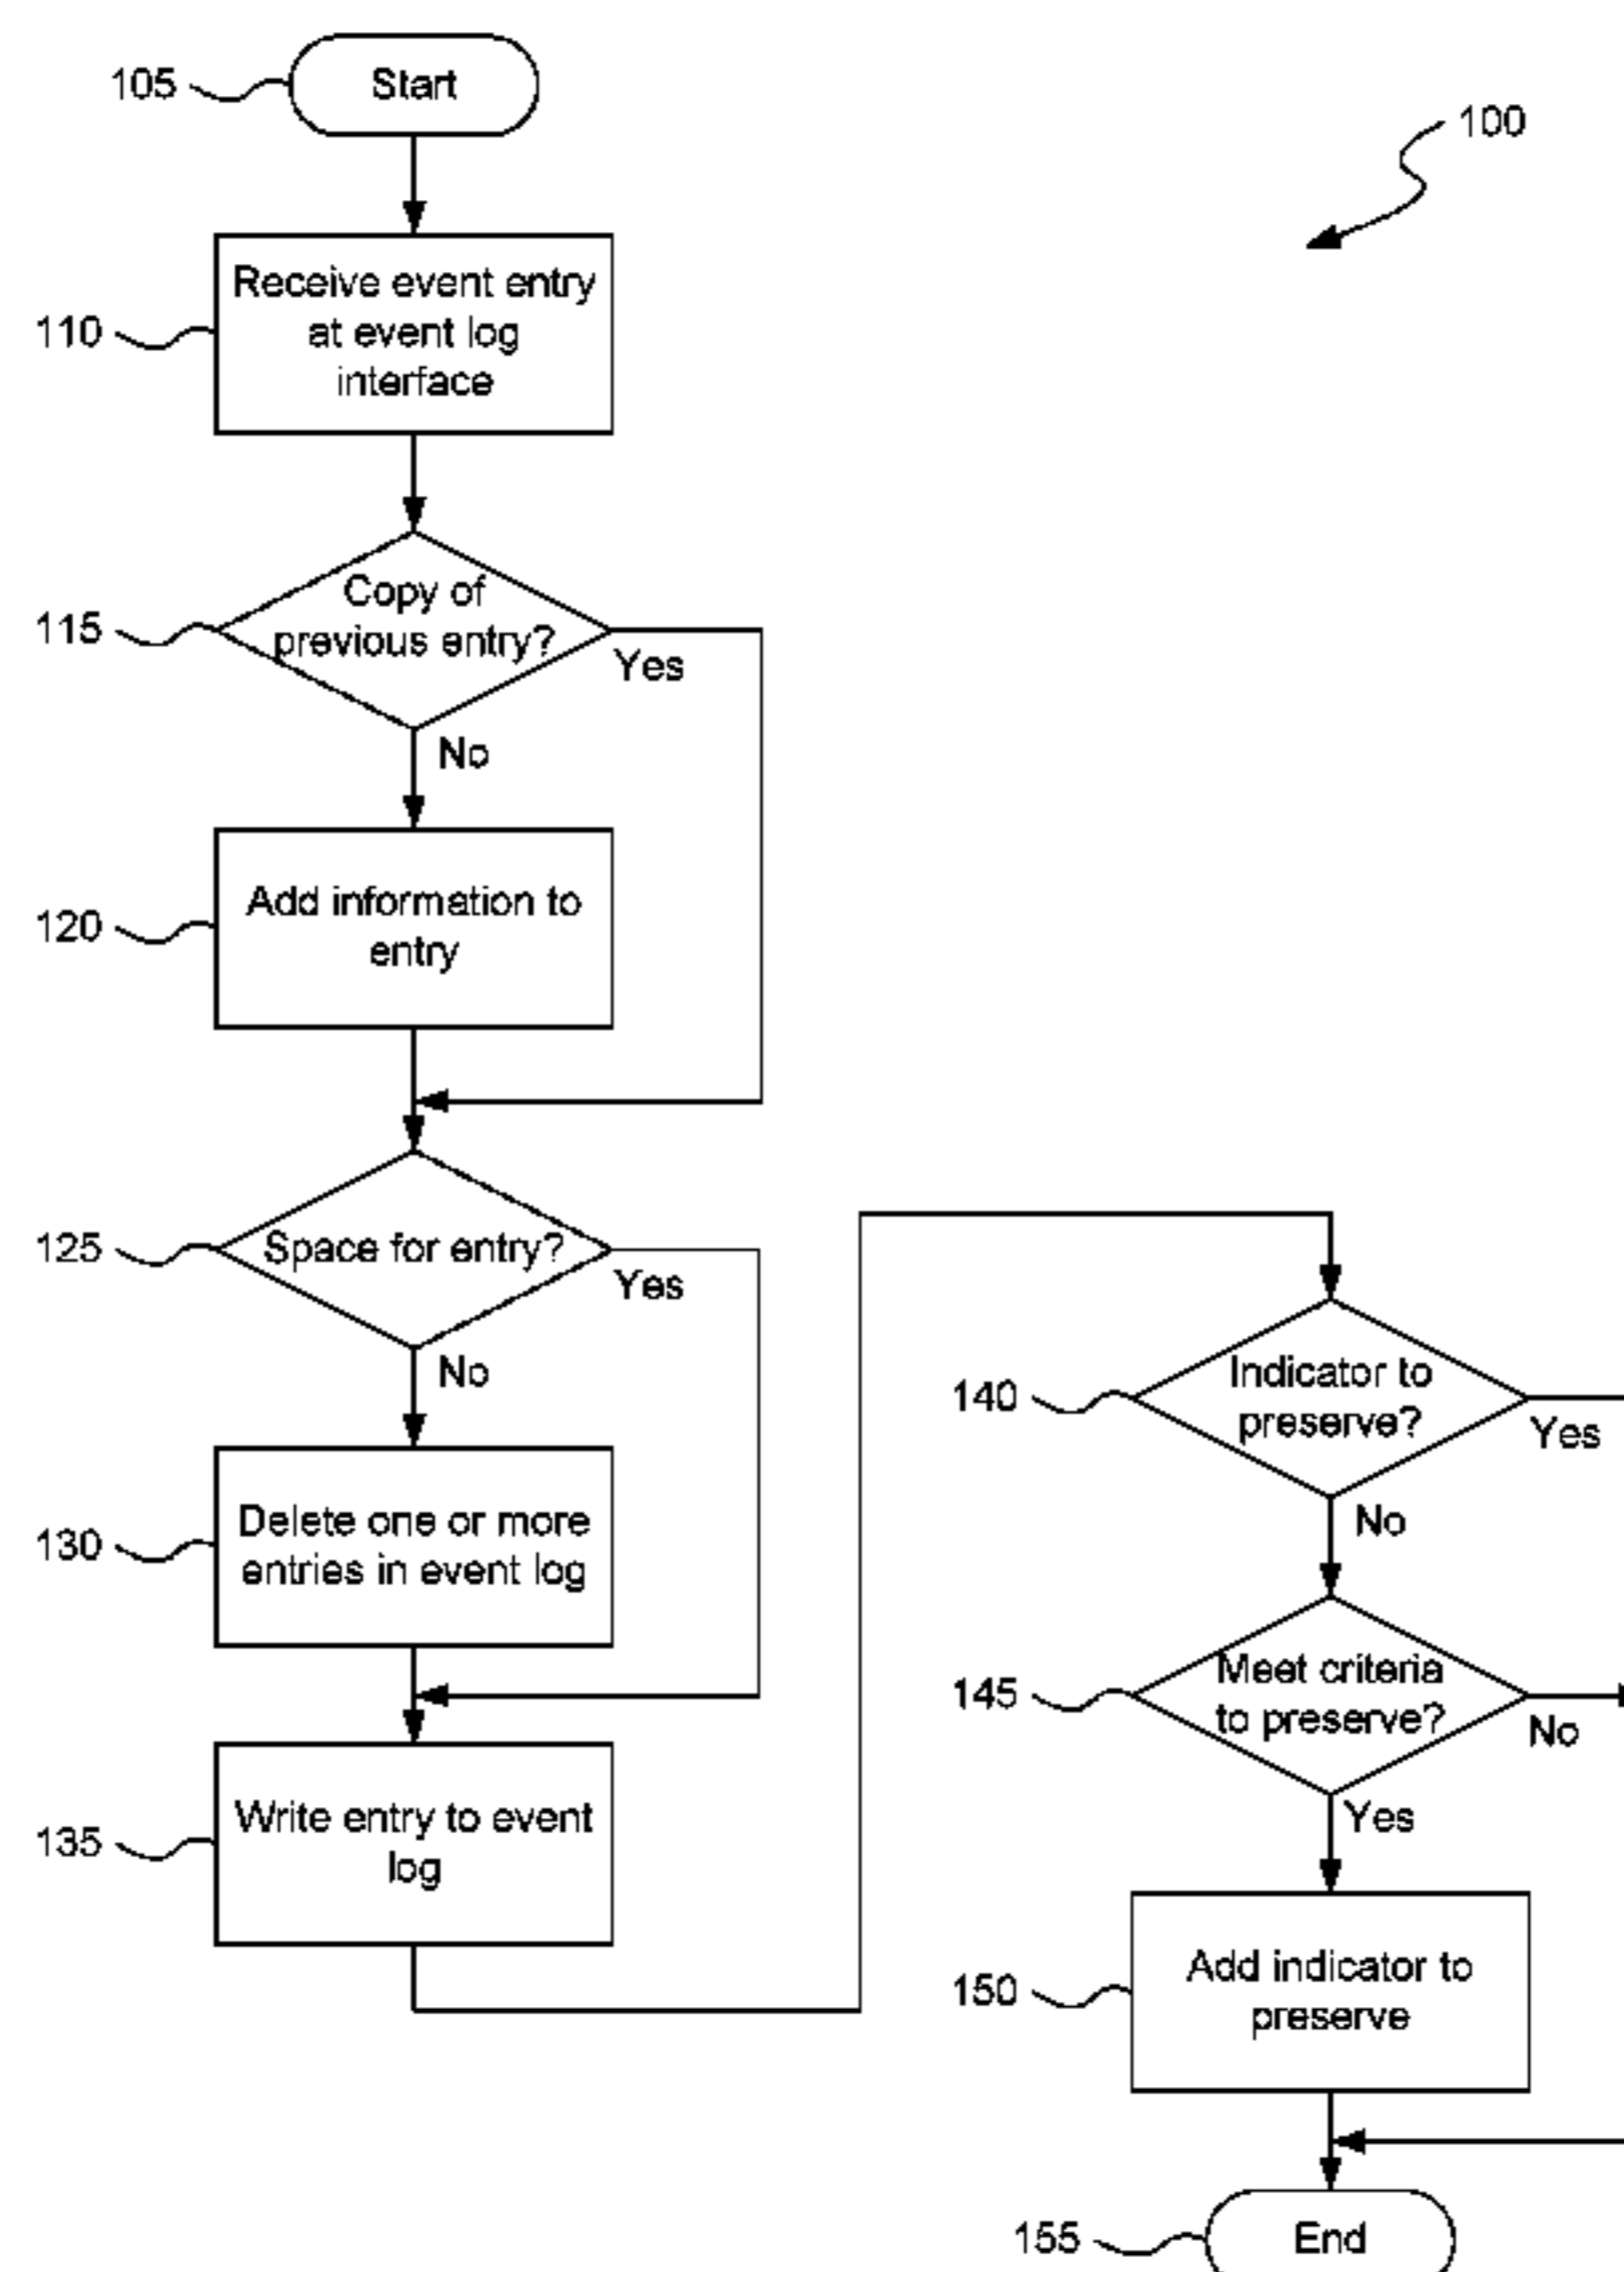 105
Start
100
110
Receive event entry
at event log
interface
115
Copy of
previous entry?
Yes
No
120
Add information to
entry
125
Space for entry?
Yes
No
130
Delete one or more
entries in event log
135
Write entry to event
log
140
Indicator to
preserve?
Yes
No
145
Meet criteria
to preserve?
No
Yes
150
Add indicator to
preserve
155
End